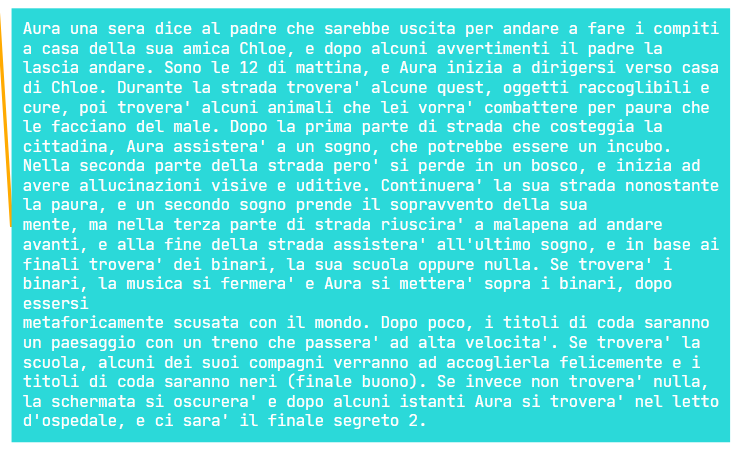 Aura una sera dice al padre che sarebbe uscita per andare a fare i compiti
a casa della sua amica Chloe, e dopo alcuni avvertimenti il padre la
lascia andare. Sono le 12 di mattina, e Aura inizia a dirigersi verso casa
di Chloe. Durante la strada trovera' alcune quest, oggetti raccoglibili e
cure, poi trovera' alcuni animali che lei vorra' combattere per paura che
le facciano del male. Dopo la prima parte di strada che costeggia la
cittadina, Aura assistera' a un sogno, che potrebbe essere un incubo.
Nella seconda parte della strada pero' si perde in un bosco, e inizia ad
avere allucinazioni visive e uditive. Continuera' la sua strada nonostante
la paura, e un secondo sogno prende il sopravvento della sua
mente, ma nella terza parte di strada riuscira' a malapena ad andare
avanti, e alla fine della strada assistera' all'ultimo sogno, e in base ai
finali trovera' dei binari, la sua scuola oppure nulla. Se trovera' i
binari, la musica si fermera' e Aura si mettera' sopra i binari, dopo
essersi
metaforicamente scusata con il mondo. Dopo poco, i titoli di coda saranno
un paesaggio con un treno che passera' ad alta velocita'. Se trovera' la
scuola, alcuni dei suoi compagni verranno ad accoglierla felicemente e i
titoli di coda saranno neri (finale buono). Se invece non trovera' nulla,
la schermata si oscurera' e dopo alcuni istanti Aura si trovera' nel letto
d'ospedale, e ci sara' il finale segreto 2.